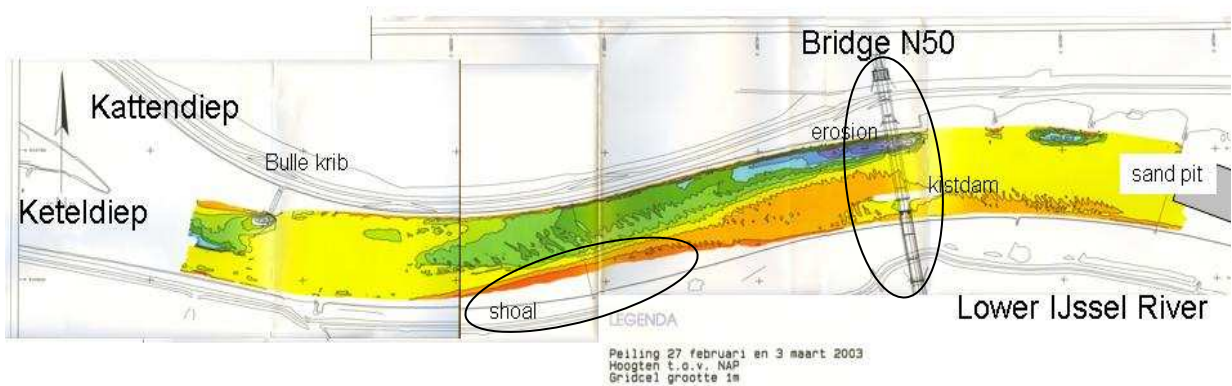 Bridge N50
Kattendiep
erosion
Bulle krib
kistdam
sand pit
Keteldiep
shoal
Lower IJssel River
LEGENDA
Peiling 27 februari en 3 maart 2003
Hoogten t.o.v. NAP
Gridcel grootte 1m